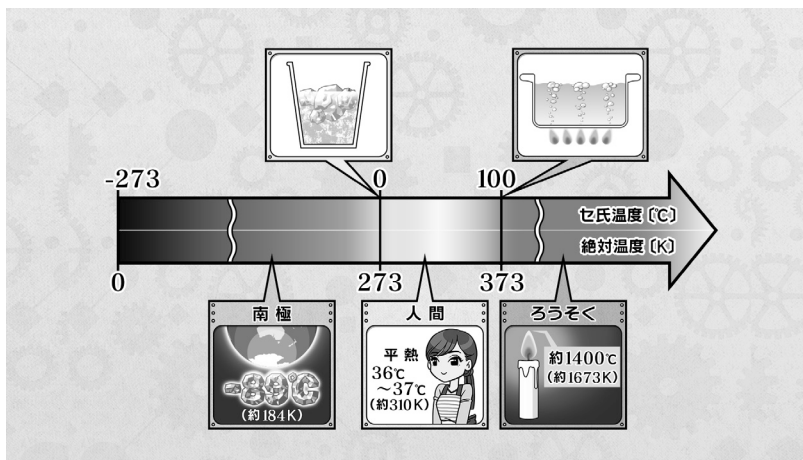 -273 0 100
セ氏温度〔℃〕
絶対温度〔K〕
0 273 373
南極
-89℃
(約184K)
人間
平熱
36℃
～37℃
(約310K)
ろうそく
約1400℃
(約1673K)